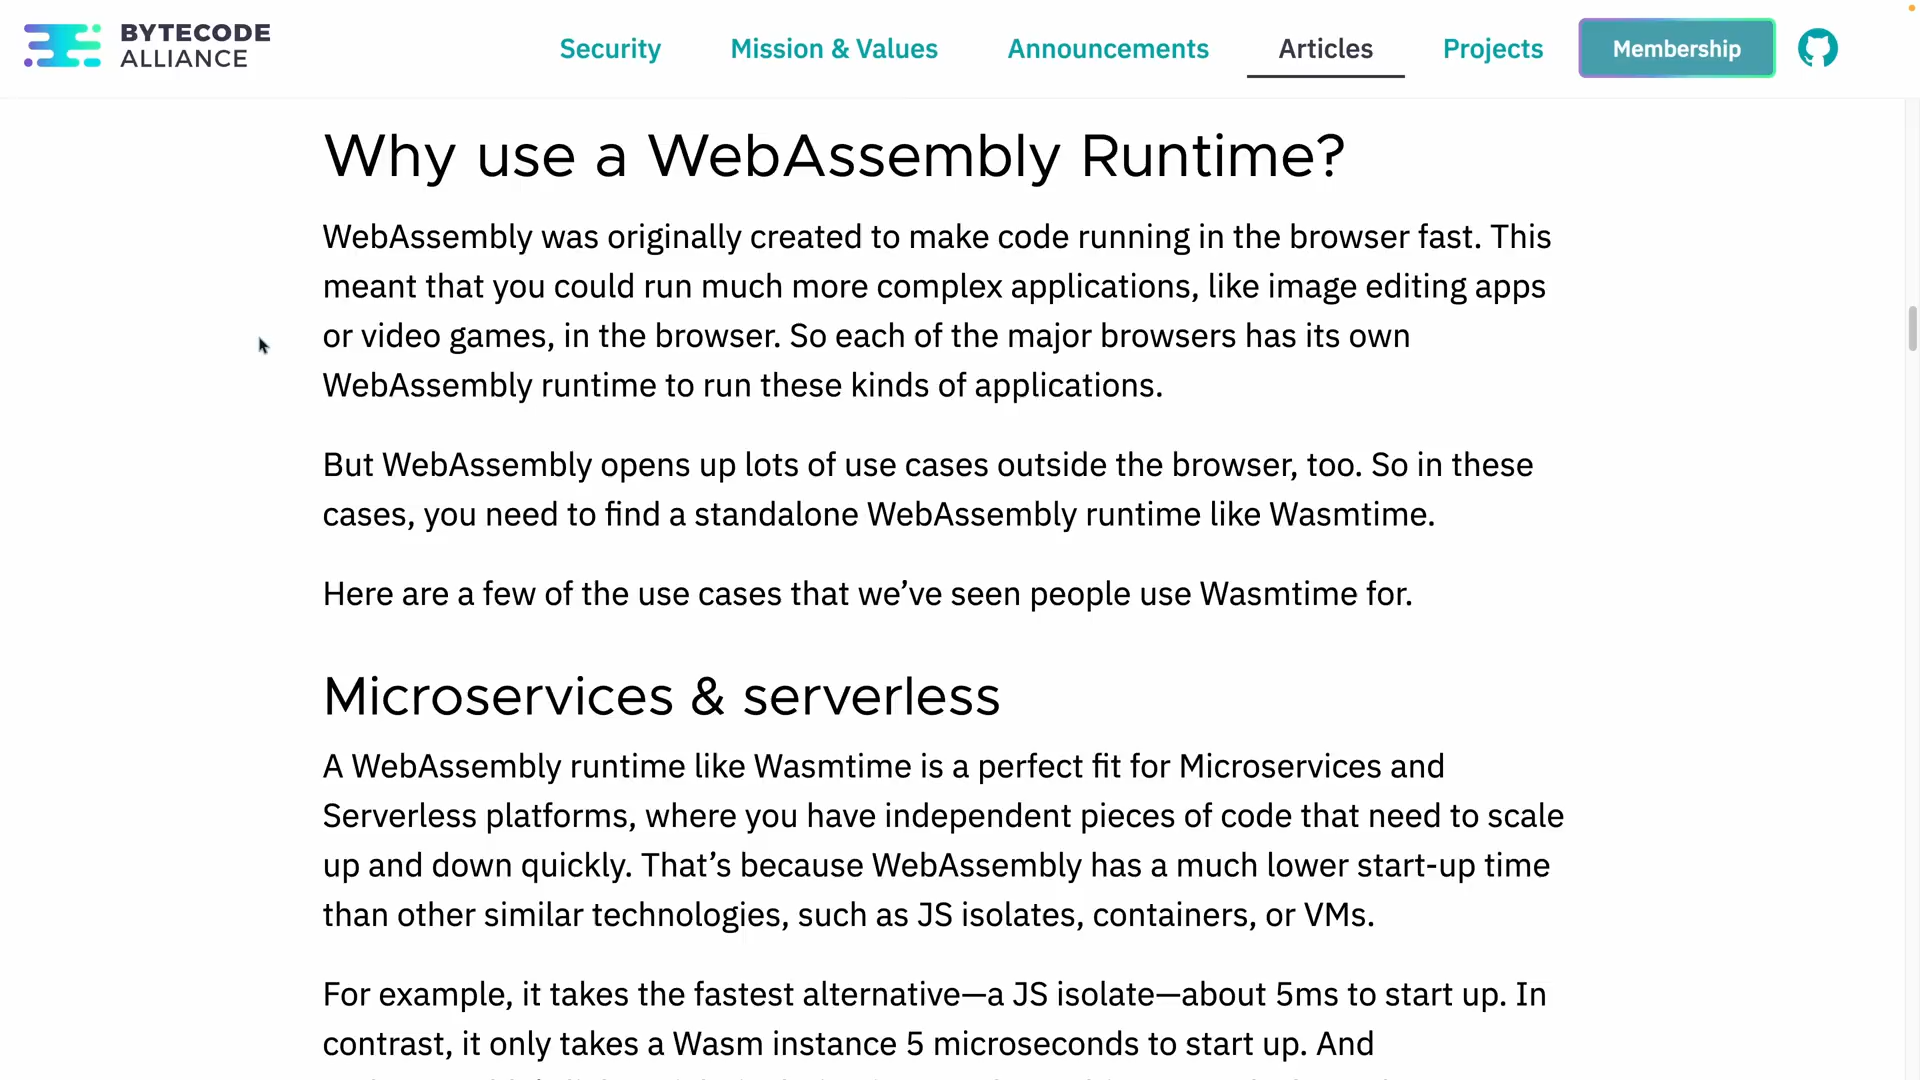 BYTECODE
ALLIANCE
Security
Mission & Values
Announcements
Articles
Projects
Membership
Why use a WebAssembly Runtime?
WebAssembly was originally created to make code running in the browser fast. This
meant that you could run much more complex applications, like image editing apps
or video games, in the browser. So each of the major browsers has its own
WebAssembly runtime to run these kinds of applications.
But WebAssembly opens up lots of use cases outside the browser, too. So in these
cases, you need to find a standalone WebAssembly runtime like Wasmtime.
Here are a few of the use cases that we’ve seen people use Wasmtime for.
Microservices & serverless
A WebAssembly runtime like Wasmtime is a perfect fit for Microservices and
Serverless platforms, where you have independent pieces of code that need to scale
up and down quickly. That’s because WebAssembly has a much lower start-up time
than other similar technologies, such as JS isolates, containers, or VMs.
For example, it takes the fastest alternative—a JS isolate—about 5ms to start up. In
contrast, it only takes a Wasm instance 5 microseconds to start up. And